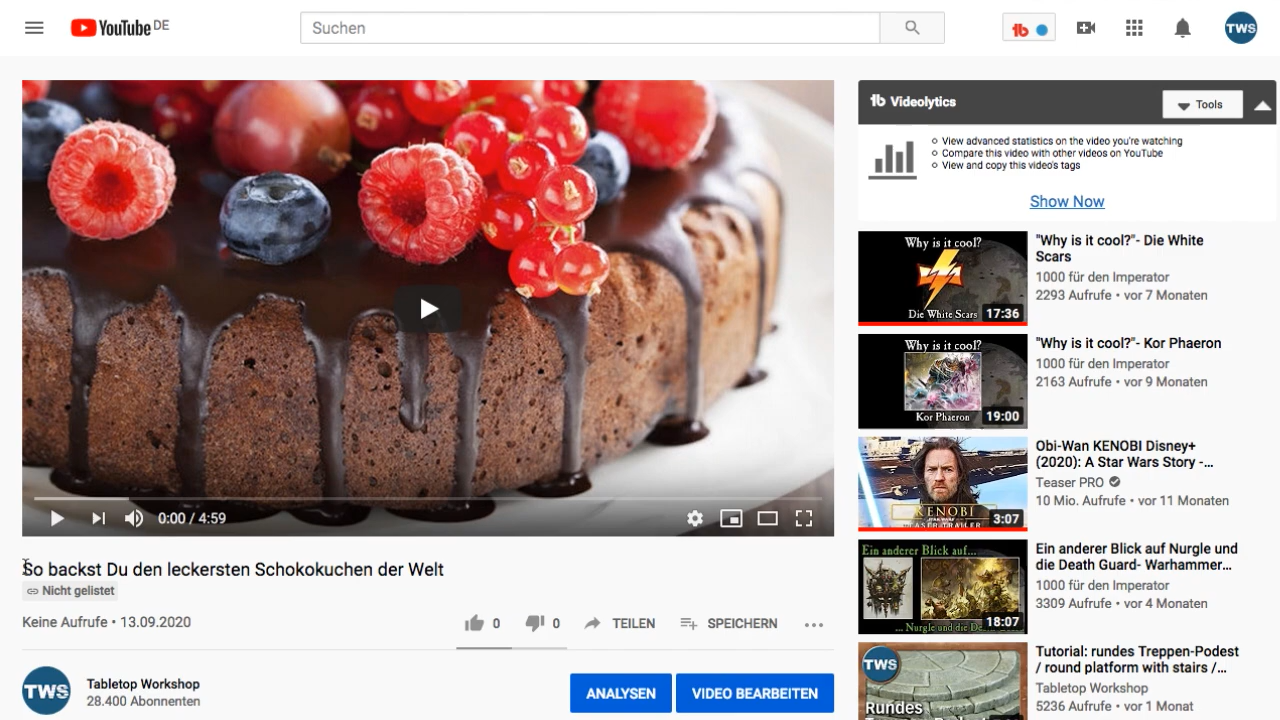 YouTube DE
Suchen
TWS
Videolytics
Tools
View advanced statistics on the video you're watching
Compare this video with other videos on YouTube
View and copy this video's tags
Show Now
Why is it cool?
Die White Scars
17:36
"Why is it cool?"- Die White
Scars
1000 für den Imperator
2293 Aufrufe • vor 7 Monaten
Why is it cool?
Kor Phaeron
19:00
"Why is it cool?"- Kor Phaeron
1000 für den Imperator
2163 Aufrufe • vor 9 Monaten
KENOBI
STAR WARS
TEASER-TRAILER
3:07
Obi-Wan KENOBI Disney+
(2020): A Star Wars Story -...
Teaser PRO
10 Mio. Aufrufe • vor 11 Monaten
Ein anderer Blick auf...
... Nurgle und die De
18:07
Ein anderer Blick auf Nurgle und
die Death Guard- Warhammer...
1000 für den Imperator
3309 Aufrufe • vor 4 Monaten
TWS
Rundes
Tutorial: rundes Treppen-Podest
/ round platform with stairs /...
Tabletop Workshop
5236 Aufrufe • vor 1 Monat
0:00 / 4:59
So backst Du den leckersten Schokokuchen der Welt
Nicht gelistet
Keine Aufrufe • 13.09.2020
0
0
TEILEN
SPEICHERN
TWS
Tabletop Workshop
28.400 Abonnenten
ANALYSEN
VIDEO BEARBEITEN